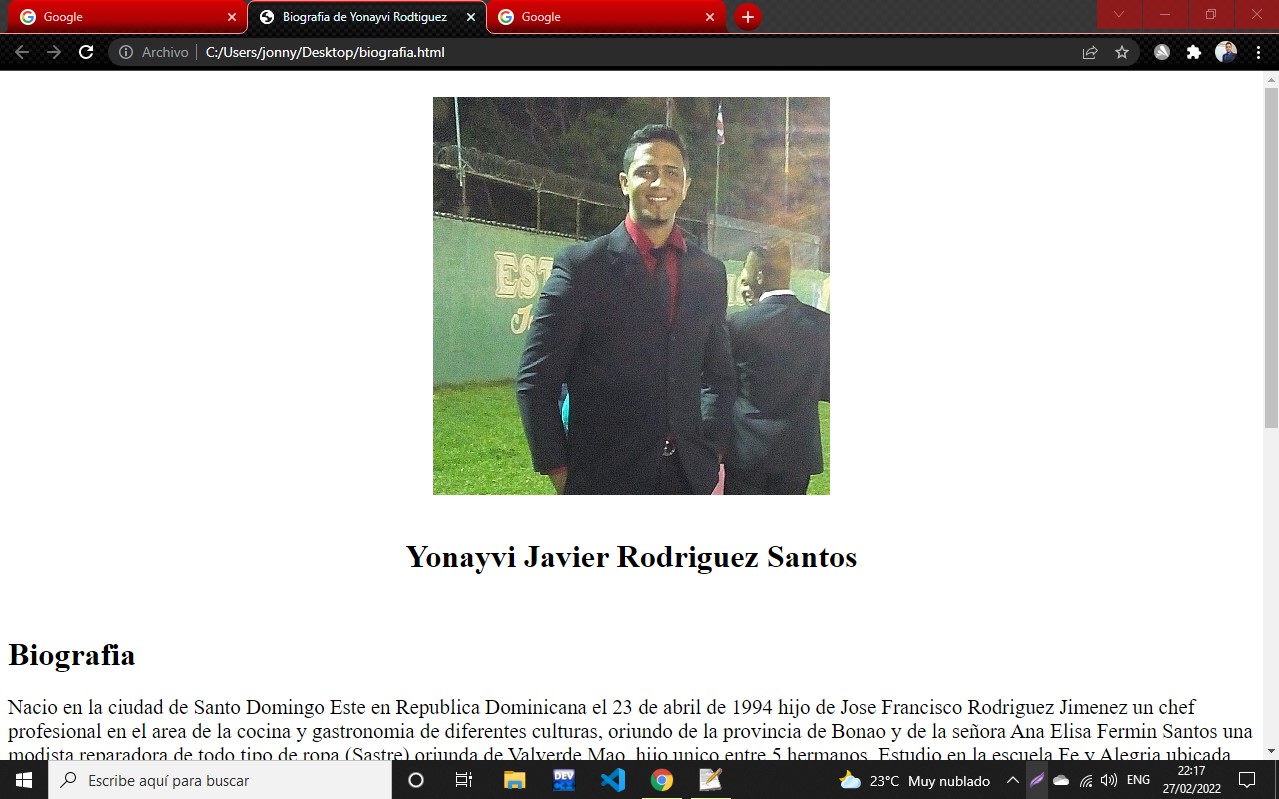 Google
Biografia de Yonayvi Rodtiguez
Google
Archivo
C:/Users/jonny/Desktop/biografia.html
EST
Yonayvi Javier Rodriguez Santos
Biografia
Nacio en la ciudad de Santo Domingo Este en Republica Dominicana el 23 de abril de 1994 hijo de Jose Francisco Rodriguez Jimenez un chef
profesional en el area de la cocina y gastronomia de diferentes culturas, oriundo de la provincia de Bonao y de la señora Ana Elisa Fermin Santos una
modista reparadora de todo tipo de ropa (Sastre) oriunda de Valverde Mao, hijo unico entre 5 hermanos. Estudio en la escuela Fe y Alegria ubicada
Escribe aquí para buscar
DEV
23°C Muy nublado
ENG
22:17
27/02/2022